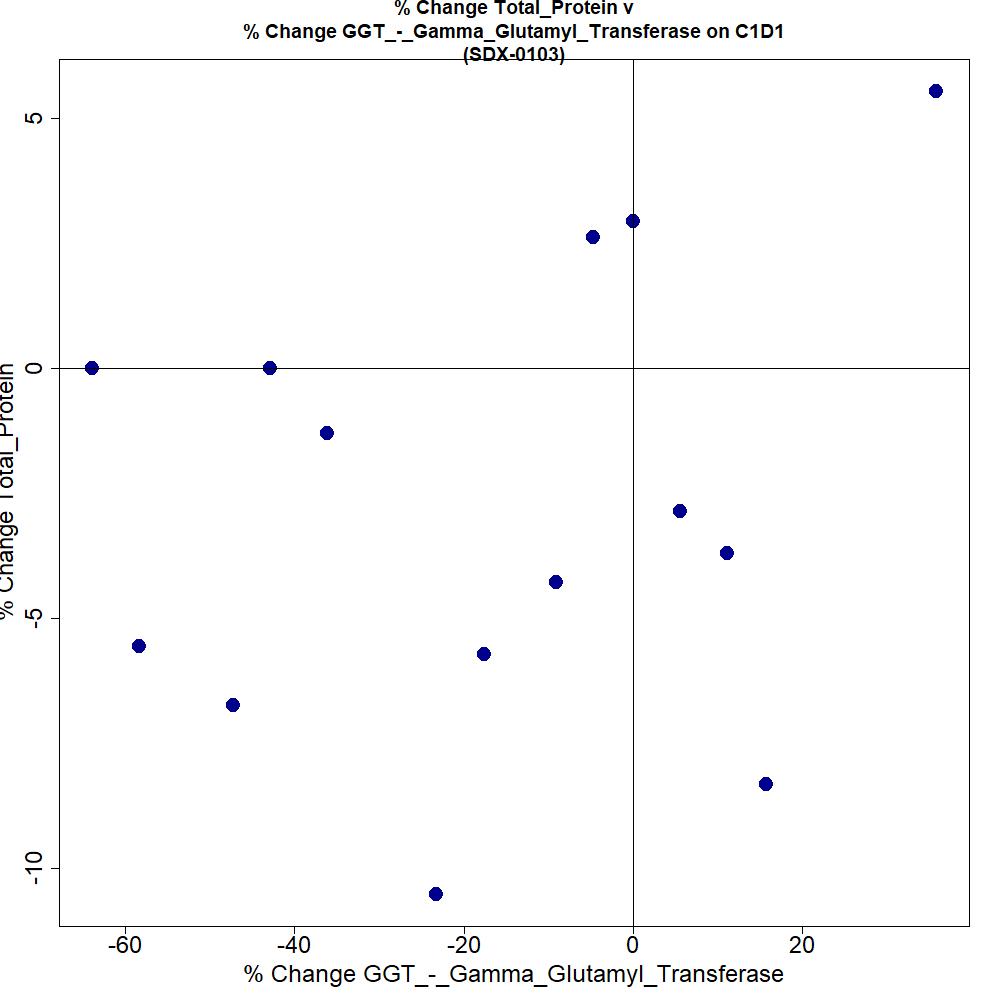 % Change Total_Protein v
% Change GGT_-_Gamma_Glutamyl_Transferase on C1D1
(SDX-0103)
5
0
-5
-10
% Change Total_Protein
-60
-40
-20
0
20
% Change GGT_-_Gamma_Glutamyl_Transferase